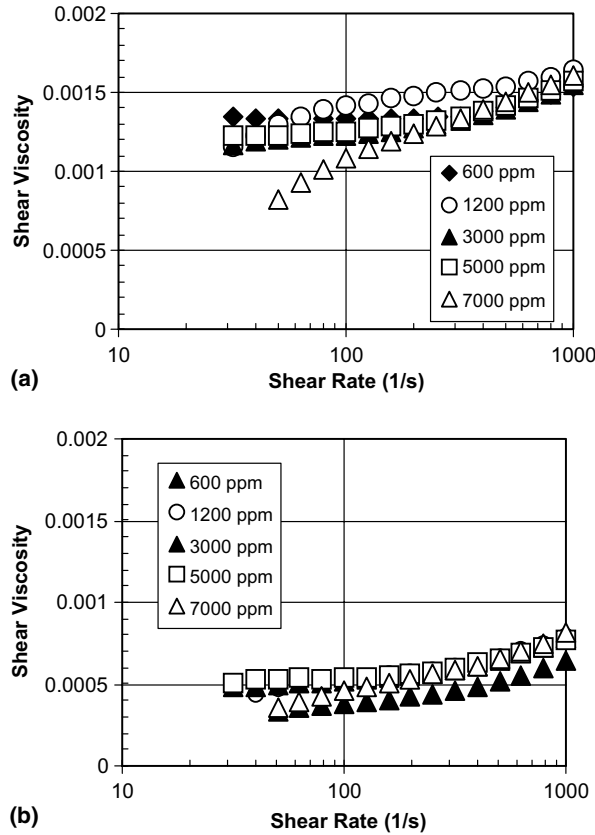 0.002
0.0015
0.001
0.0005
0
Shear Viscosity
600 ppm
1200 ppm
3000 ppm
5000 ppm
7000 ppm
10
100
1000
(a)
Shear Rate (1/s)
0.002
0.0015
0.001
0.0005
0
Shear Viscosity
600 ppm
1200 ppm
3000 ppm
5000 ppm
7000 ppm
10
100
1000
(b)
Shear Rate (1/s)